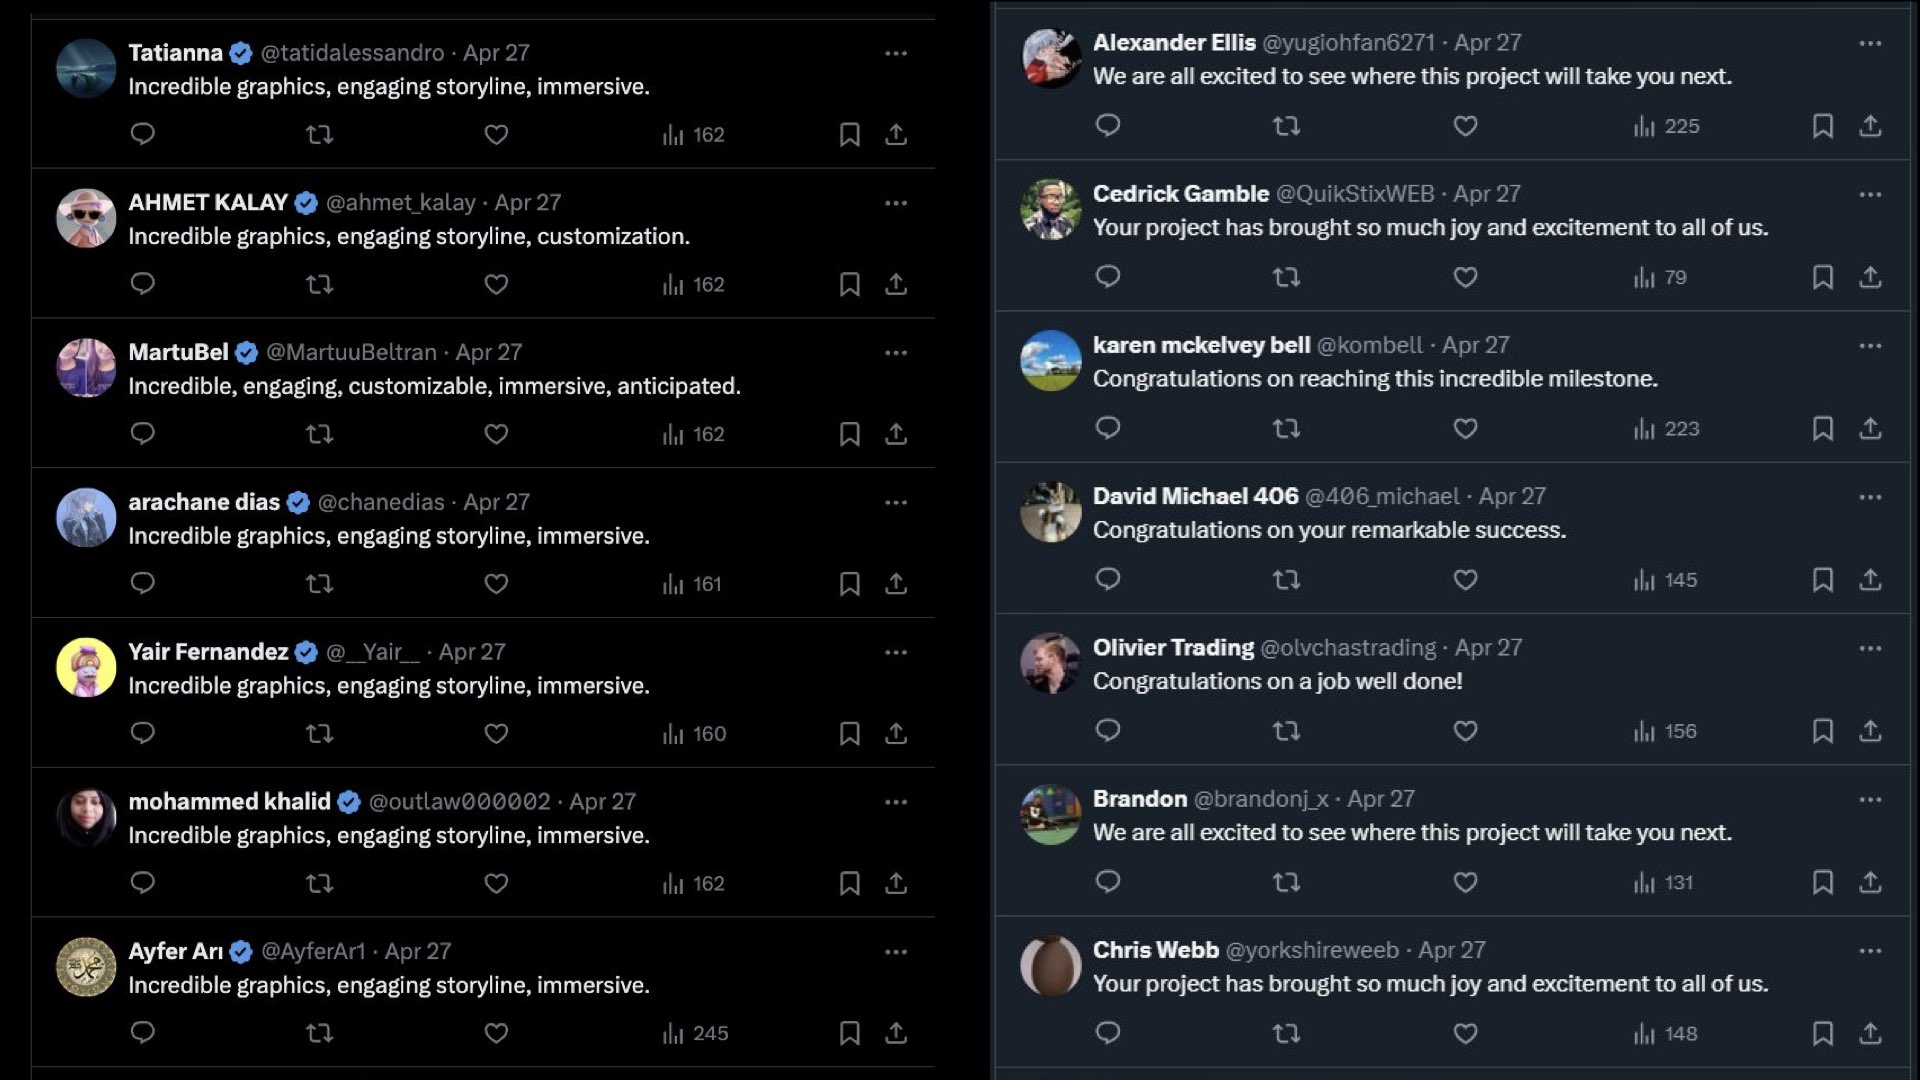 Tatianna @tatidalessandro · Apr 27
Incredible graphics, engaging storyline, immersive.
162
AHMET KALAY @ahmet_kalay · Apr 27
Incredible graphics, engaging storyline, customization.
162
MartuBel @MartuuBeltran · Apr 27
Incredible, engaging, customizable, immersive, anticipated.
162
arachane dias @chanedias · Apr 27
Incredible graphics, engaging storyline, immersive.
161
Yair Fernandez @__Yair__ · Apr 27
Incredible graphics, engaging storyline, immersive.
160
mohammed khalid @outlaw000002 · Apr 27
Incredible graphics, engaging storyline, immersive.
162
Ayfer Arı @AyferAr1 · Apr 27
Incredible graphics, engaging storyline, immersive.
245
Alexander Ellis @yugiohfan6271 · Apr 27
We are all excited to see where this project will take you next.
225
Cedrick Gamble @QuikStixWEB · Apr 27
Your project has brought so much joy and excitement to all of us.
79
karen mckelvey bell @kombell · Apr 27
Congratulations on reaching this incredible milestone.
223
David Michael 406 @406_michael · Apr 27
Congratulations on your remarkable success.
145
Olivier Trading @olvchastrading · Apr 27
Congratulations on a job well done!
156
Brandon @brandonj_x · Apr 27
We are all excited to see where this project will take you next.
131
Chris Webb @yorkshireweeb · Apr 27
Your project has brought so much joy and excitement to all of us.
148